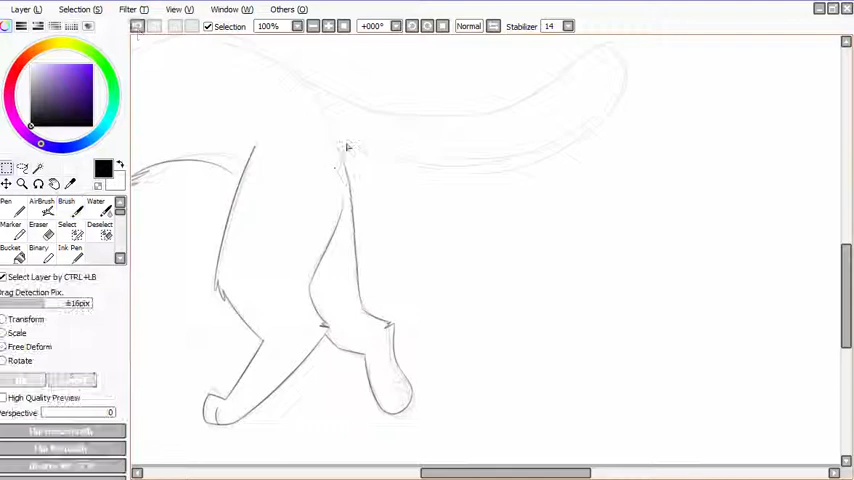 Layer (L) Selection (S) Filter (T) View (V) Window (W) Others (O)
Selection 100% +000° Normal Stabilizer 14
Pen AirBrush Brush Water
Marker Eraser Select Deselect
Bucket Binary Ink Pen
Select Layer by CTRL+LB
Drag Detection Pix.
±16pix
Transform
Scale
Free Deform
Rotate
High Quality Preview
Perspective 0